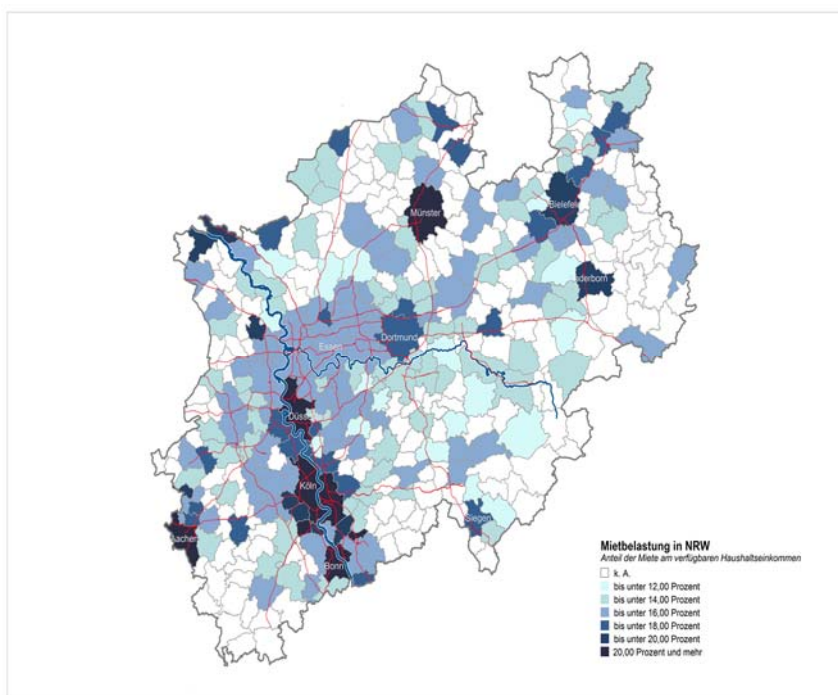 Münster
Bielefeld
aderborn
Dortmund
Essen
Düssel
Köln
Aachen
Bonn
Siegen
Mietbelastung in NRW
Anteil der Miete am verfügbaren Haushaltseinkommen
k. A.
bis unter 12,00 Prozent
bis unter 14,00 Prozent
bis unter 16,00 Prozent
bis unter 18,00 Prozent
bis unter 20,00 Prozent
20,00 Prozent und mehr